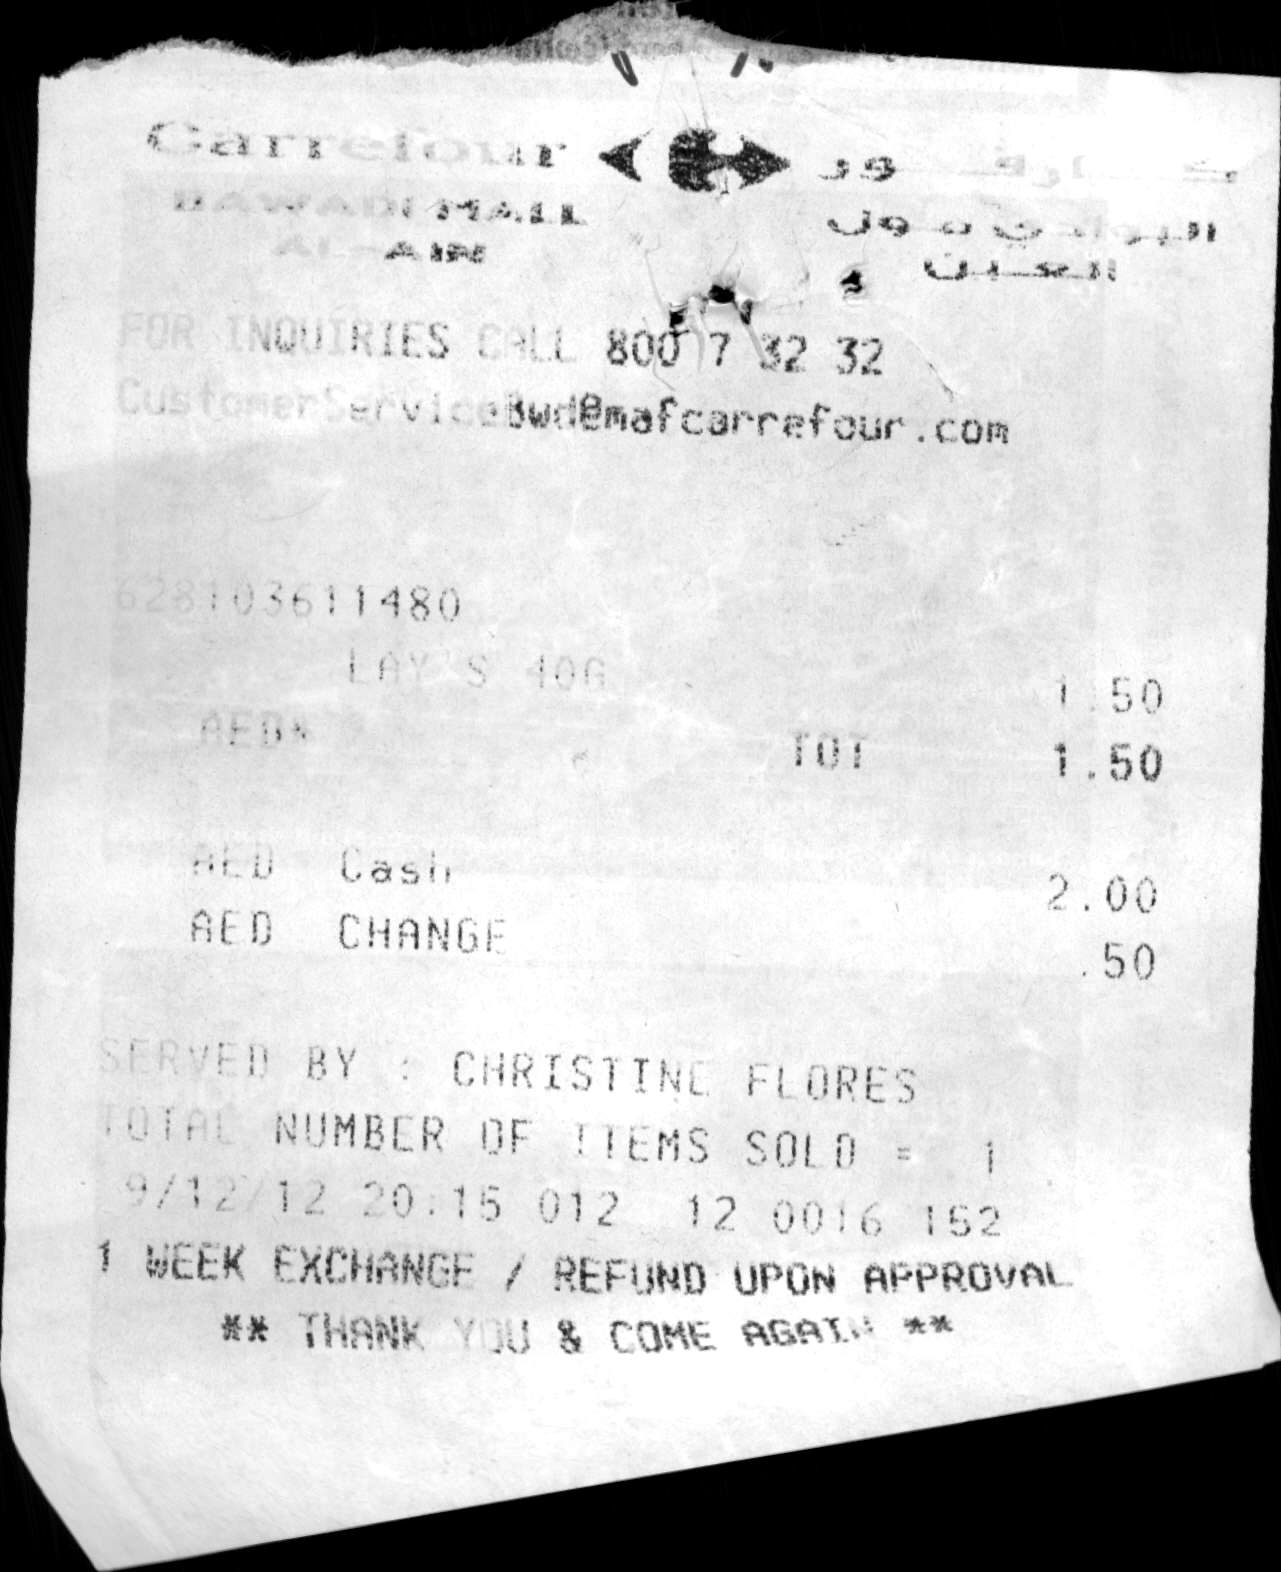 Carrefour كارفور
BAWADI MALL البوادي مول
AL-AIN العين
FOR INQUIRIES CALL 800 7 32 32
CustomerServiceBwd@mafcarrefour.com
628103611480
LAY'S 40G 1.50
AED* TOT 1.50
AED Cash 2.00
AED CHANGE .50
SERVED BY : CHRISTINE FLORES
TOTAL NUMBER OF ITEMS SOLD = 1
9/12/12 20:15 012 12 0016 152
1 WEEK EXCHANGE / REFUND UPON APPROVAL
** THANK YOU & COME AGAIN **